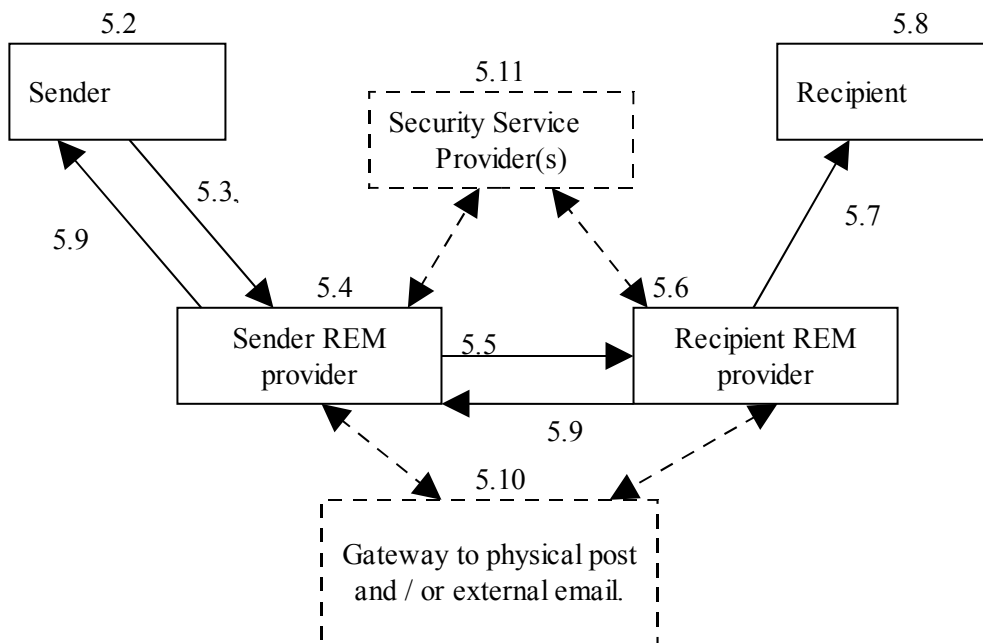 5.2
5.8
5.11
Sender
Security Service
Provider(s)
Recipient
5.3,
5.9
5.7
5.4
5.6
Sender REM
provider
5.5
Recipient REM
provider
5.9
5.10
Gateway to physical post
and / or external email.